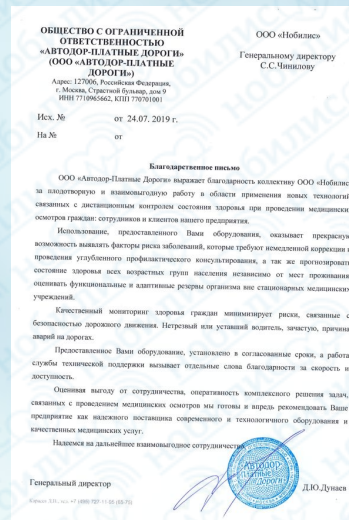 ОБЩЕСТВО С ОГРАНИЧЕННОЙ
ОТВЕТСТВЕННОСТЬЮ
«АВТОДОР-ПЛАТНЫЕ ДОРОГИ»
(ООО «АВТОДОР-ПЛАТНЫЕ
ДОРОГИ»)
Адрес: 127006, Российская Федерация,
г. Москва, Страстной бульвар, дом 9
ИНН 7710965662, КПП 770701001
ООО «Нобилис»
Генеральному директору
С.С.Чинилову
Исх. № от 24.07. 2019 г.
На № от
Благодарственное письмо
ООО «Автодор-Платные Дороги» выражает благодарность коллективу ООО «Нобилис
за плодотворную и взаимовыгодную работу в области применения новых технологий
связанных с дистанционным контролем состояния здоровья при проведении медицински
осмотров граждан: сотрудников и клиентов нашего предприятия.
Использование, предоставленного Вами оборудования, оказывает прекрасную
возможность выявлять факторы риска заболеваний, которые требуют немедленной коррекции и
проведения углубленного профилактического консультирования, а так же прогнозироват
состояние здоровья всех возрастных групп населения независимо от мест проживания
оценивать функциональные и адаптивные резервы организма вне стационарных медицински
учреждений.
Качественный мониторинг здоровья граждан минимизирует риски, связанные с
безопасностью дорожного движения. Нетрезвый или уставший водитель, зачастую, причина
аварий на дорогах.
Предоставленное Вами оборудование, установлено в согласованные сроки, а работа
службы технической поддержки вызывает отдельные слова благодарности за скорость и
доступность.
Оценивая выгоду от сотрудничества, оперативность комплексного решения задач,
связанных с проведением медицинских осмотров мы готовы и впредь рекомендовать Ваше
предприятие как надежного поставщика современного и технологичного оборудования и
качественных медицинских услуг.
Надеемся на дальнейшее взаимовыгодное сотрудничество
Автодор
Платные
Дороги
Генеральный директор Д.Ю.Дунаев